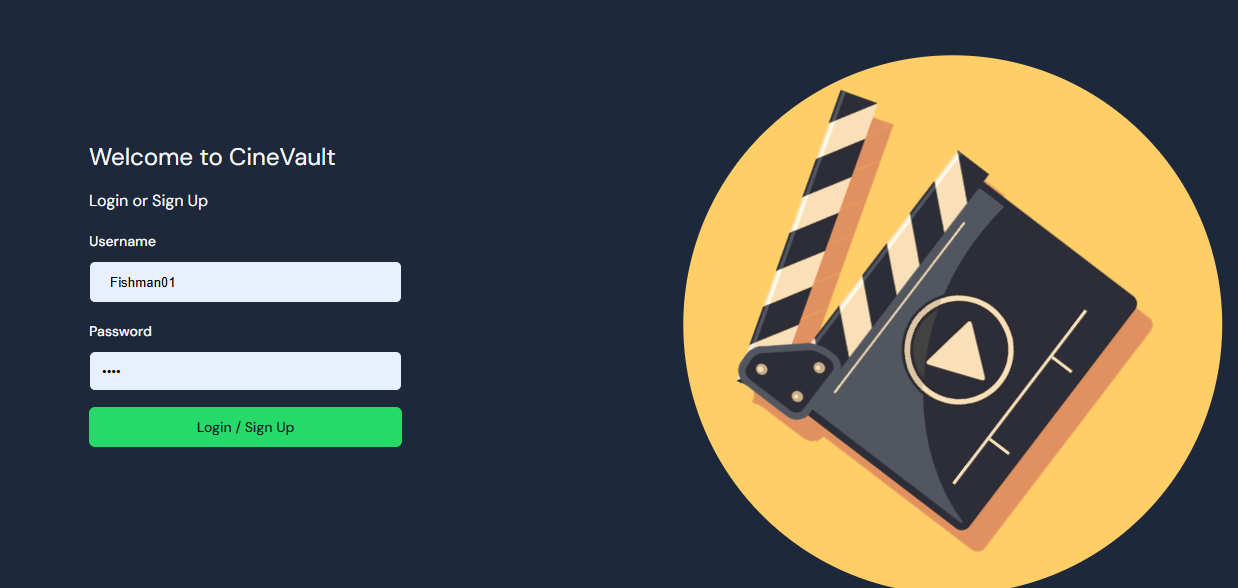 Welcome to CineVault
Login or Sign Up
Username
Fishman01
Password
••••
Login / Sign Up